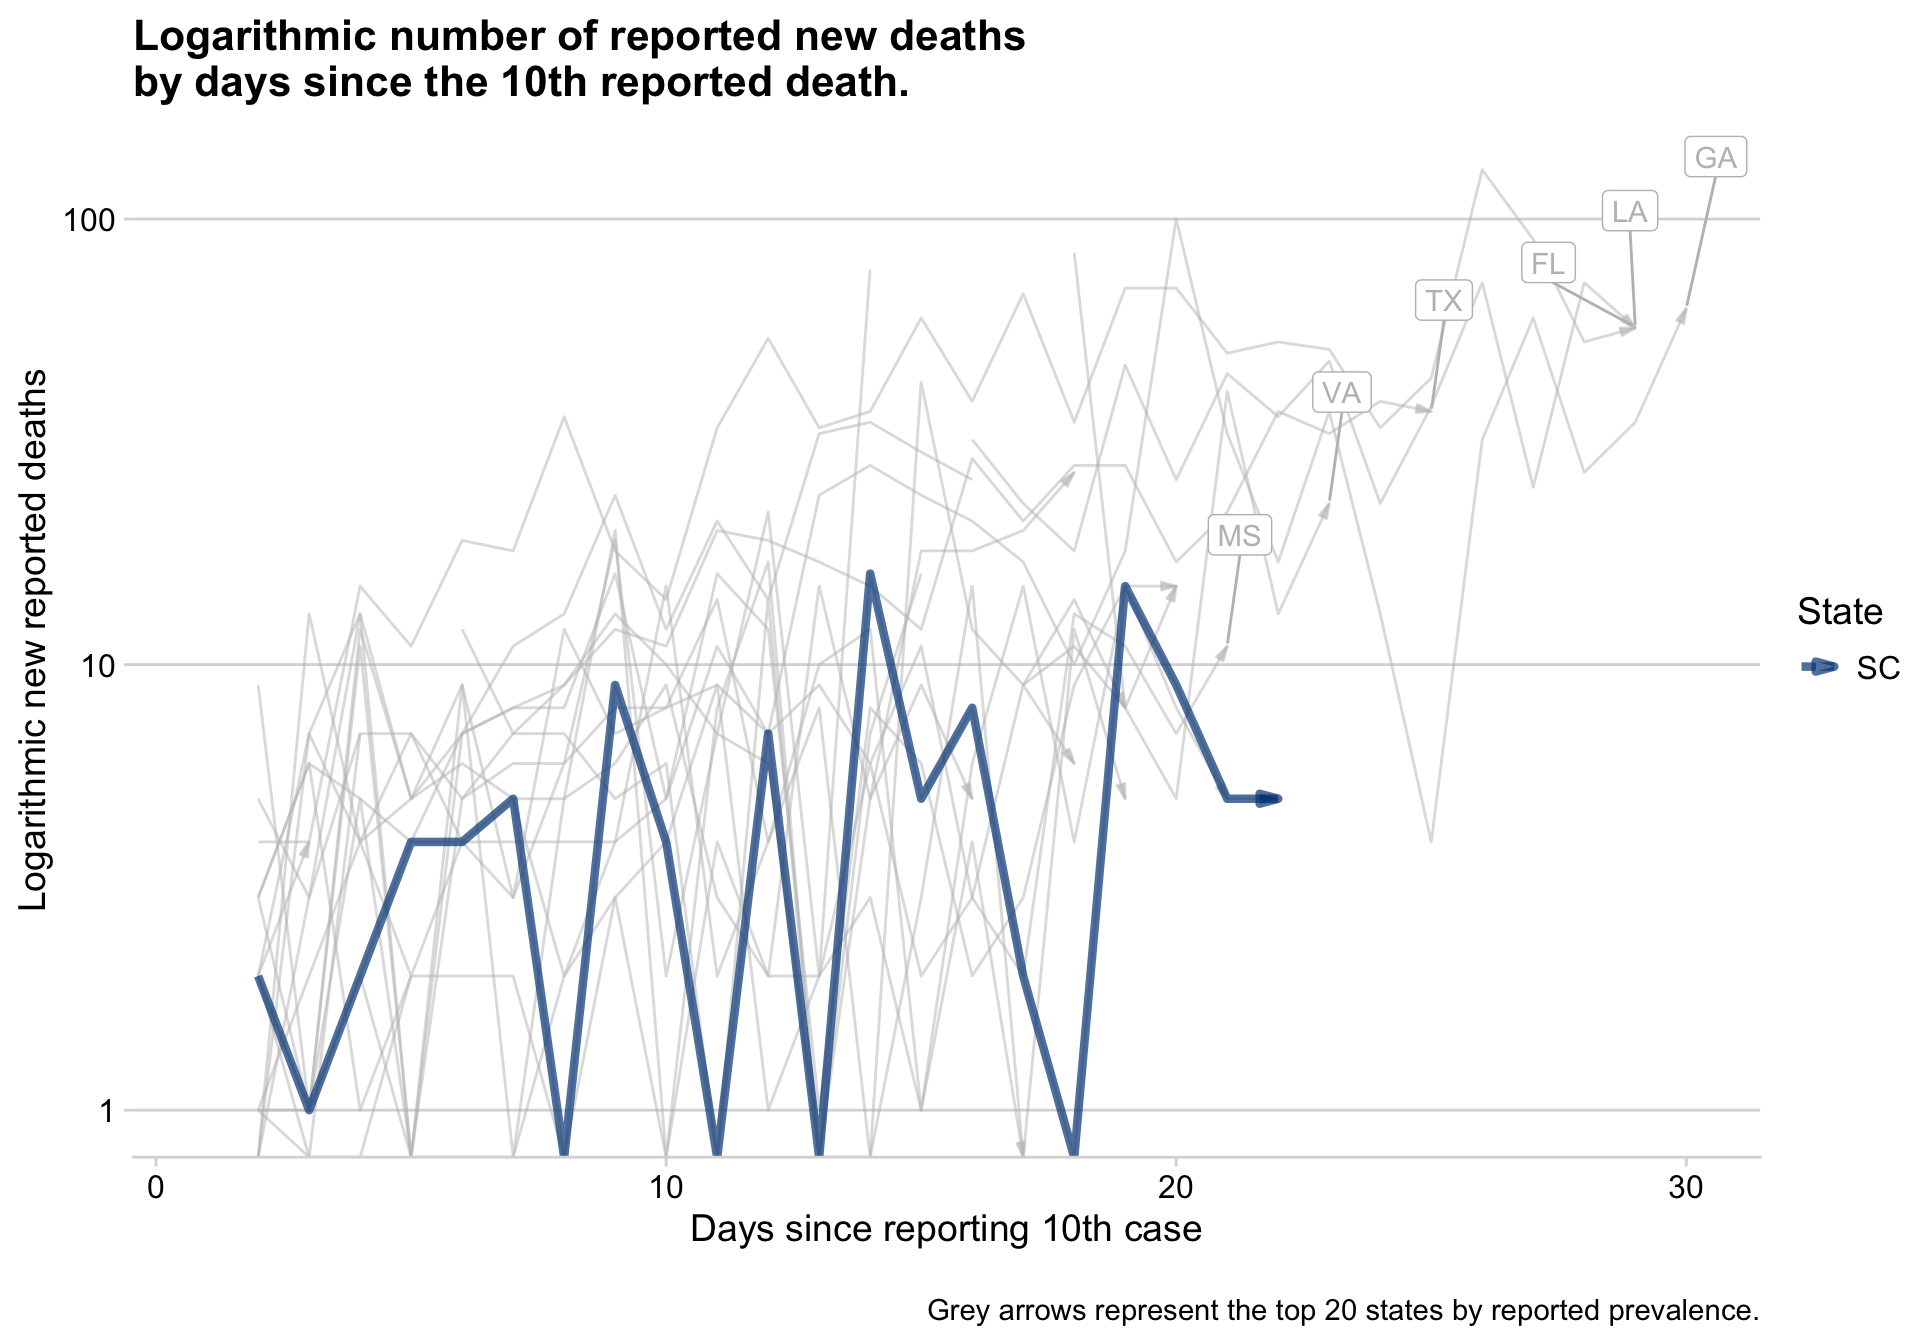 Logarithmic number of reported new deaths
by days since the 10th reported death.
GA
LA
100
FL
TX
VA
MS
Logarithmic new reported deaths
State
SC
10
1
0
10
20
30
Days since reporting 10th case
Grey arrows represent the top 20 states by reported prevalence.